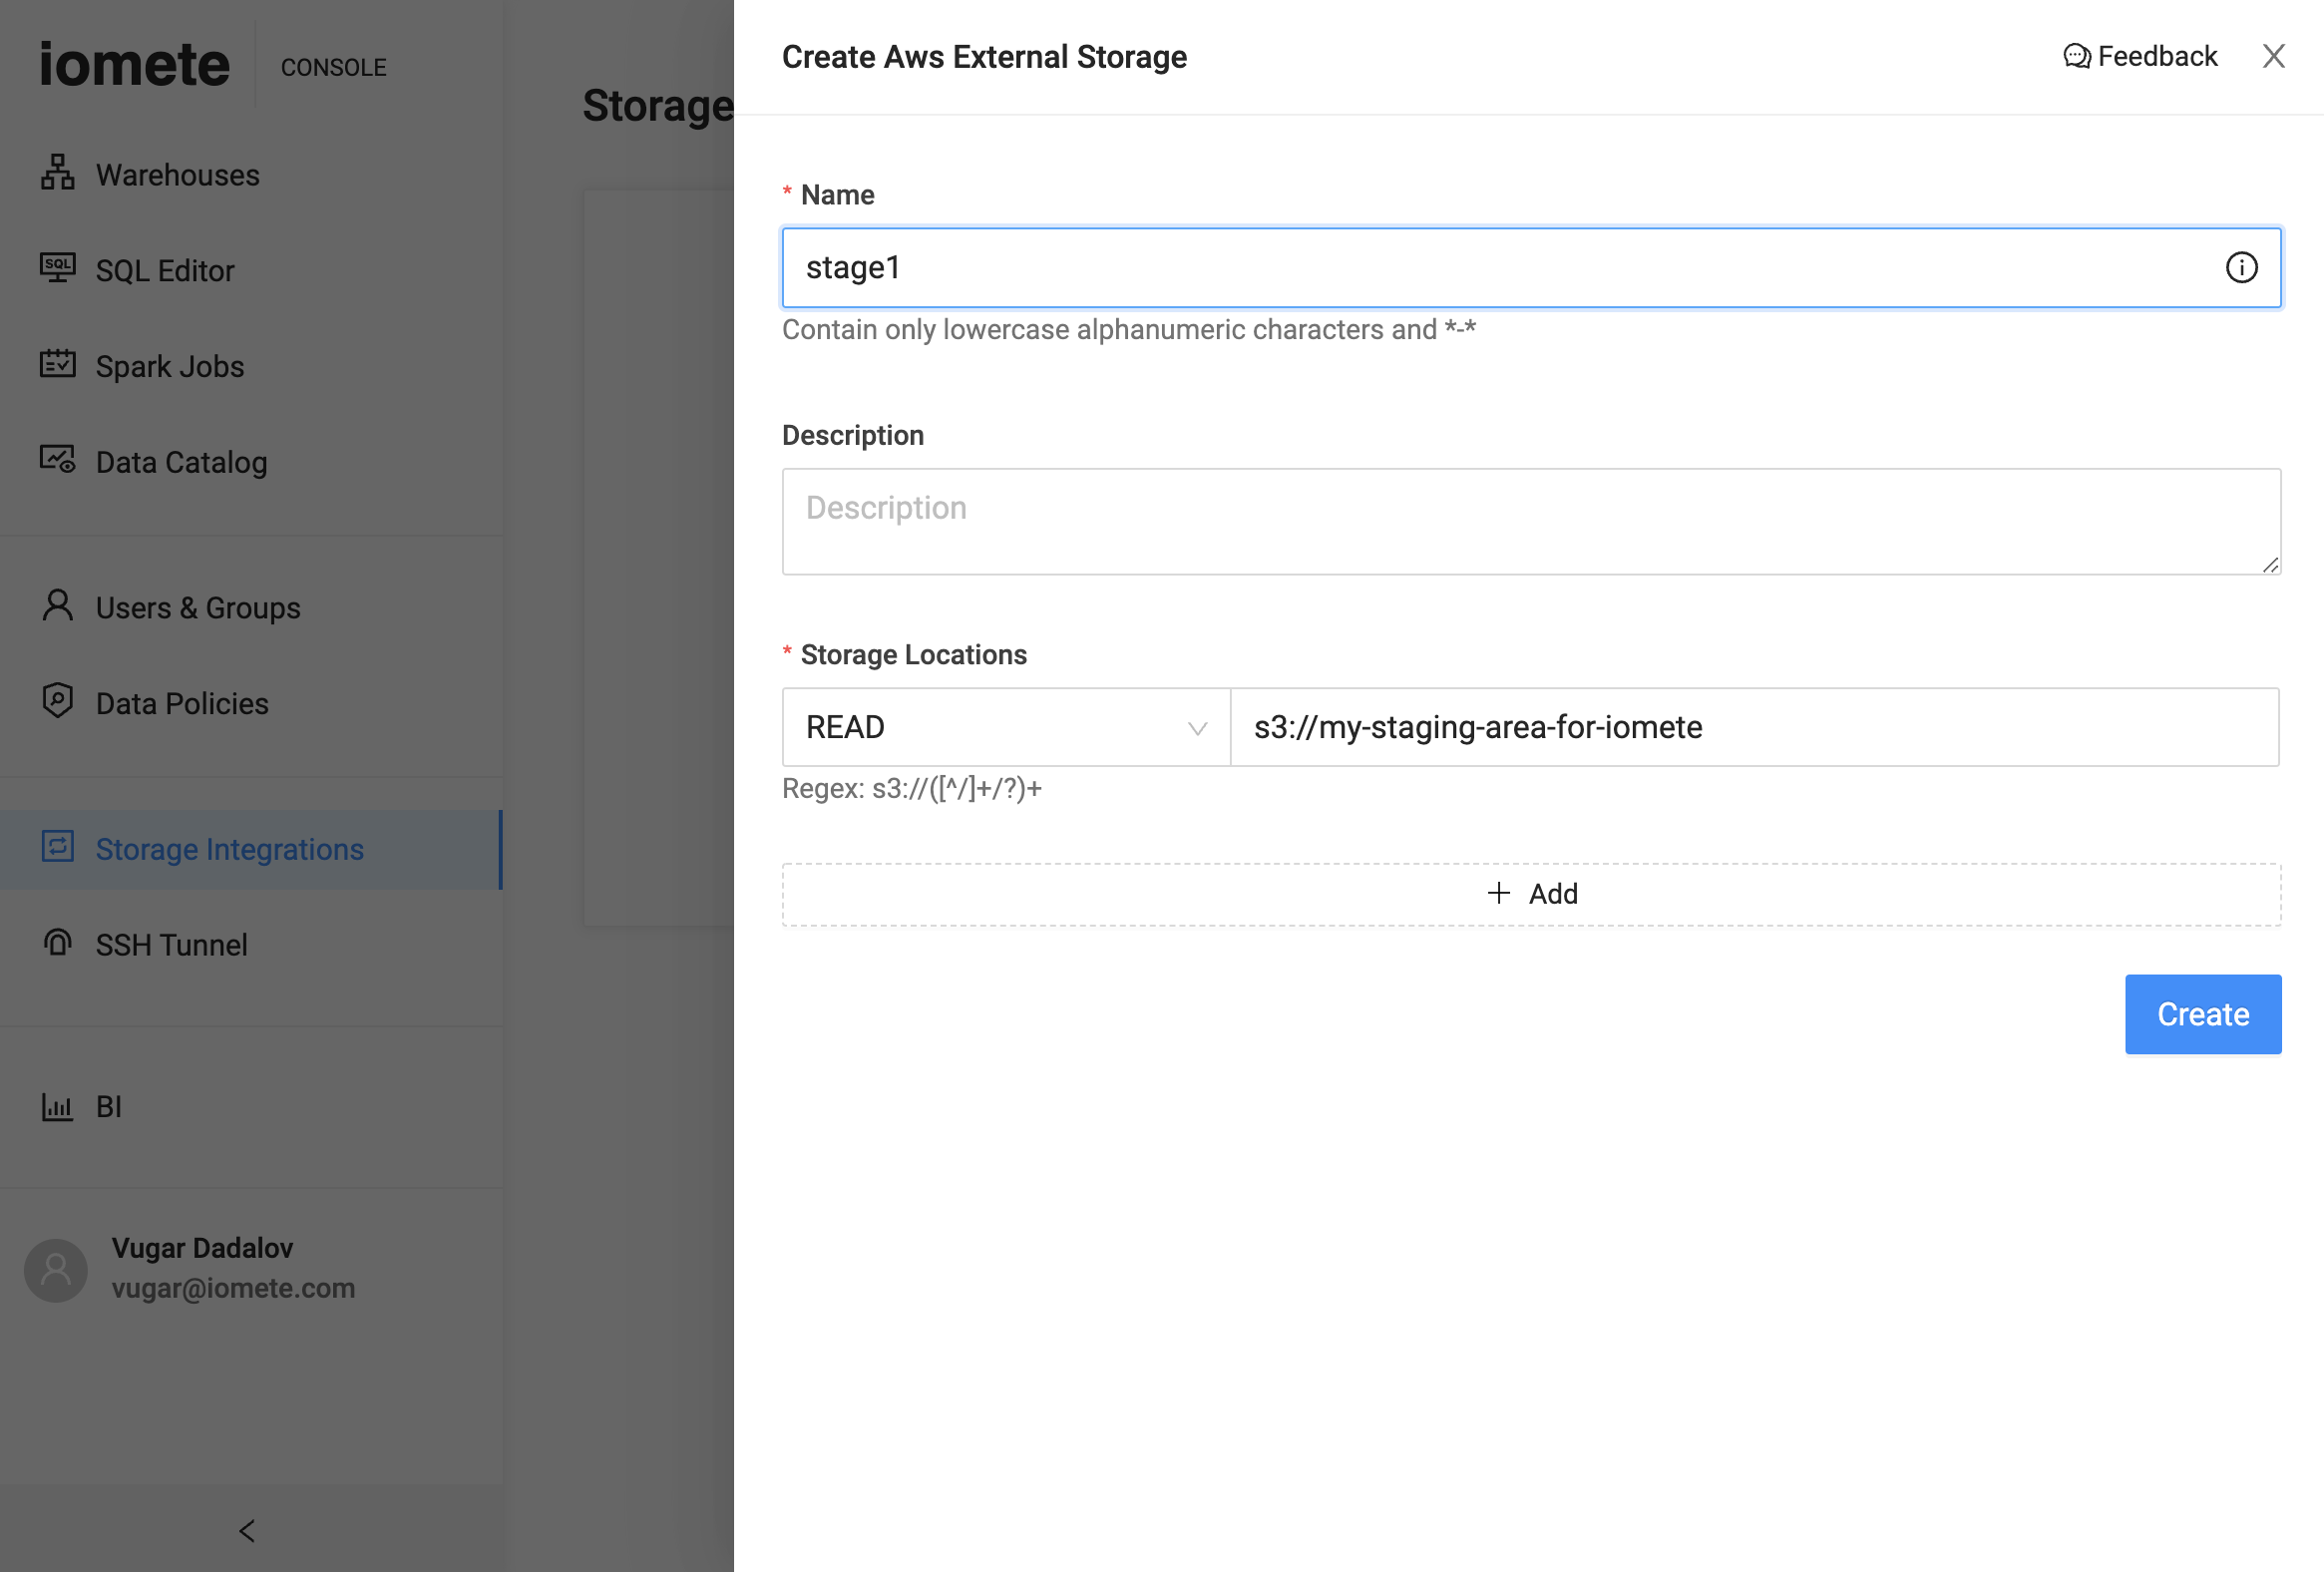 iomete
CONSOLE
Warehouses
SQL
SQL Editor
Spark Jobs
Data Catalog
Users & Groups
Data Policies
Storage Integrations
SSH Tunnel
BI
Vugar Dadalov
vugar@iomete.com
Storage
Create Aws External Storage
Feedback
* Name
stage1
Contain only lowercase alphanumeric characters and *-*
Description
Description
* Storage Locations
READ
s3://my-staging-area-for-iomete
Regex: s3://([^/]+/?)+
+ Add
Create